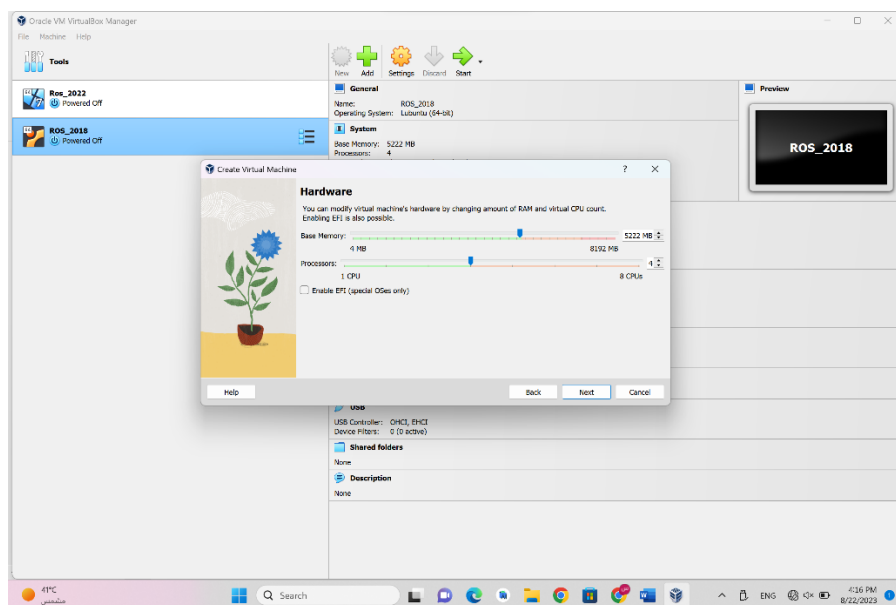 Oracle VM VirtualBox Manager
File Machine Help
Tools
New Add Settings Discard Start
Ros_2022
Powered Off
ROS_2018
Powered Off
General
Name: ROS_2018
Operating System: Lubuntu (64-bit)
System
Base Memory: 5222 MB
Processors: 4
Preview
ROS_2018
Create Virtual Machine
Hardware
You can modify virtual machine's hardware by changing amount of RAM and virtual CPU count.
Enabling EFI is also possible.
Base Memory: 5222 MB
4 MB 8192 MB
Processors: 4
1 CPU 8 CPUs
Enable EFI (special OSes only)
Help Back Next Cancel
USB
USB Controller: OHCI, EHCI
Device Filters: 0 (0 active)
Shared folders
None
Description
None
41°C
مشمس
Search
ENG
4:16 PM
8/22/2023